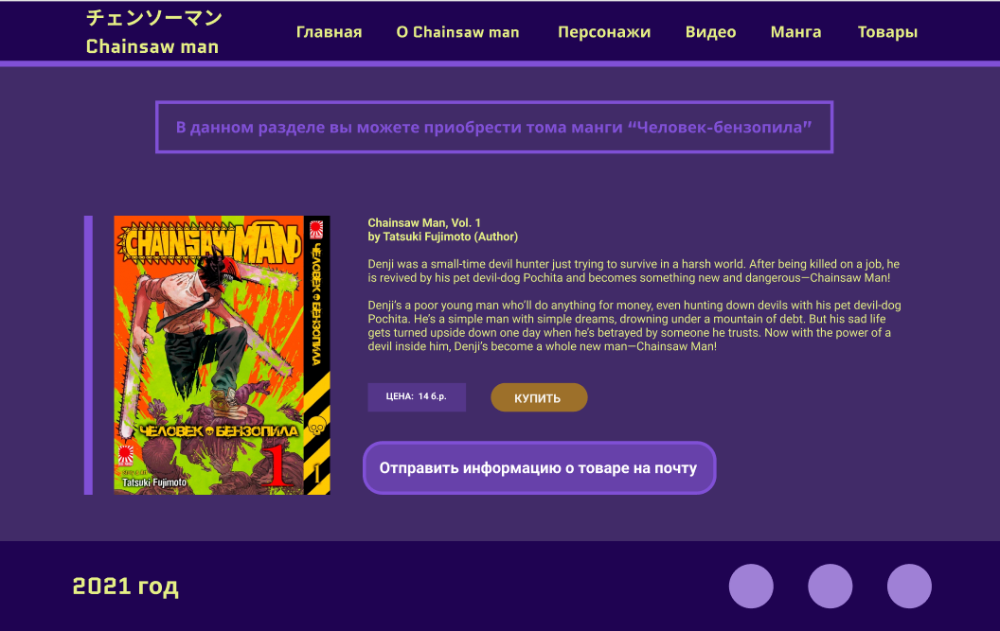 チェンソーマン
Chainsaw man
Главная
О Chainsaw man
Персонажи
Видео
Манга
Товары
В данном разделе вы можете приобрести тома манги “Человек-бензопила”
CHAINSAW MAN
ЧЕЛОВЕК БЕНЗОПИЛА
ЧЕЛОВЕК БЕНЗОПИЛА
1
1
Tatsuki Fujimoto
Chainsaw Man, Vol. 1
by Tatsuki Fujimoto (Author)
Denji was a small-time devil hunter just trying to survive in a harsh world. After being killed on a job, he
is revived by his pet devil-dog Pochita and becomes something new and dangerous—Chainsaw Man!
Denji’s a poor young man who’ll do anything for money, even hunting down devils with his pet devil-dog
Pochita. He’s a simple man with simple dreams, drowning under a mountain of debt. But his sad life
gets turned upside down one day when he’s betrayed by someone he trusts. Now with the power of a
devil inside him, Denji’s become a whole new man—Chainsaw Man!
ЦЕНА: 14 б.р.
КУПИТЬ
Отправить информацию о товаре на почту
2021 год